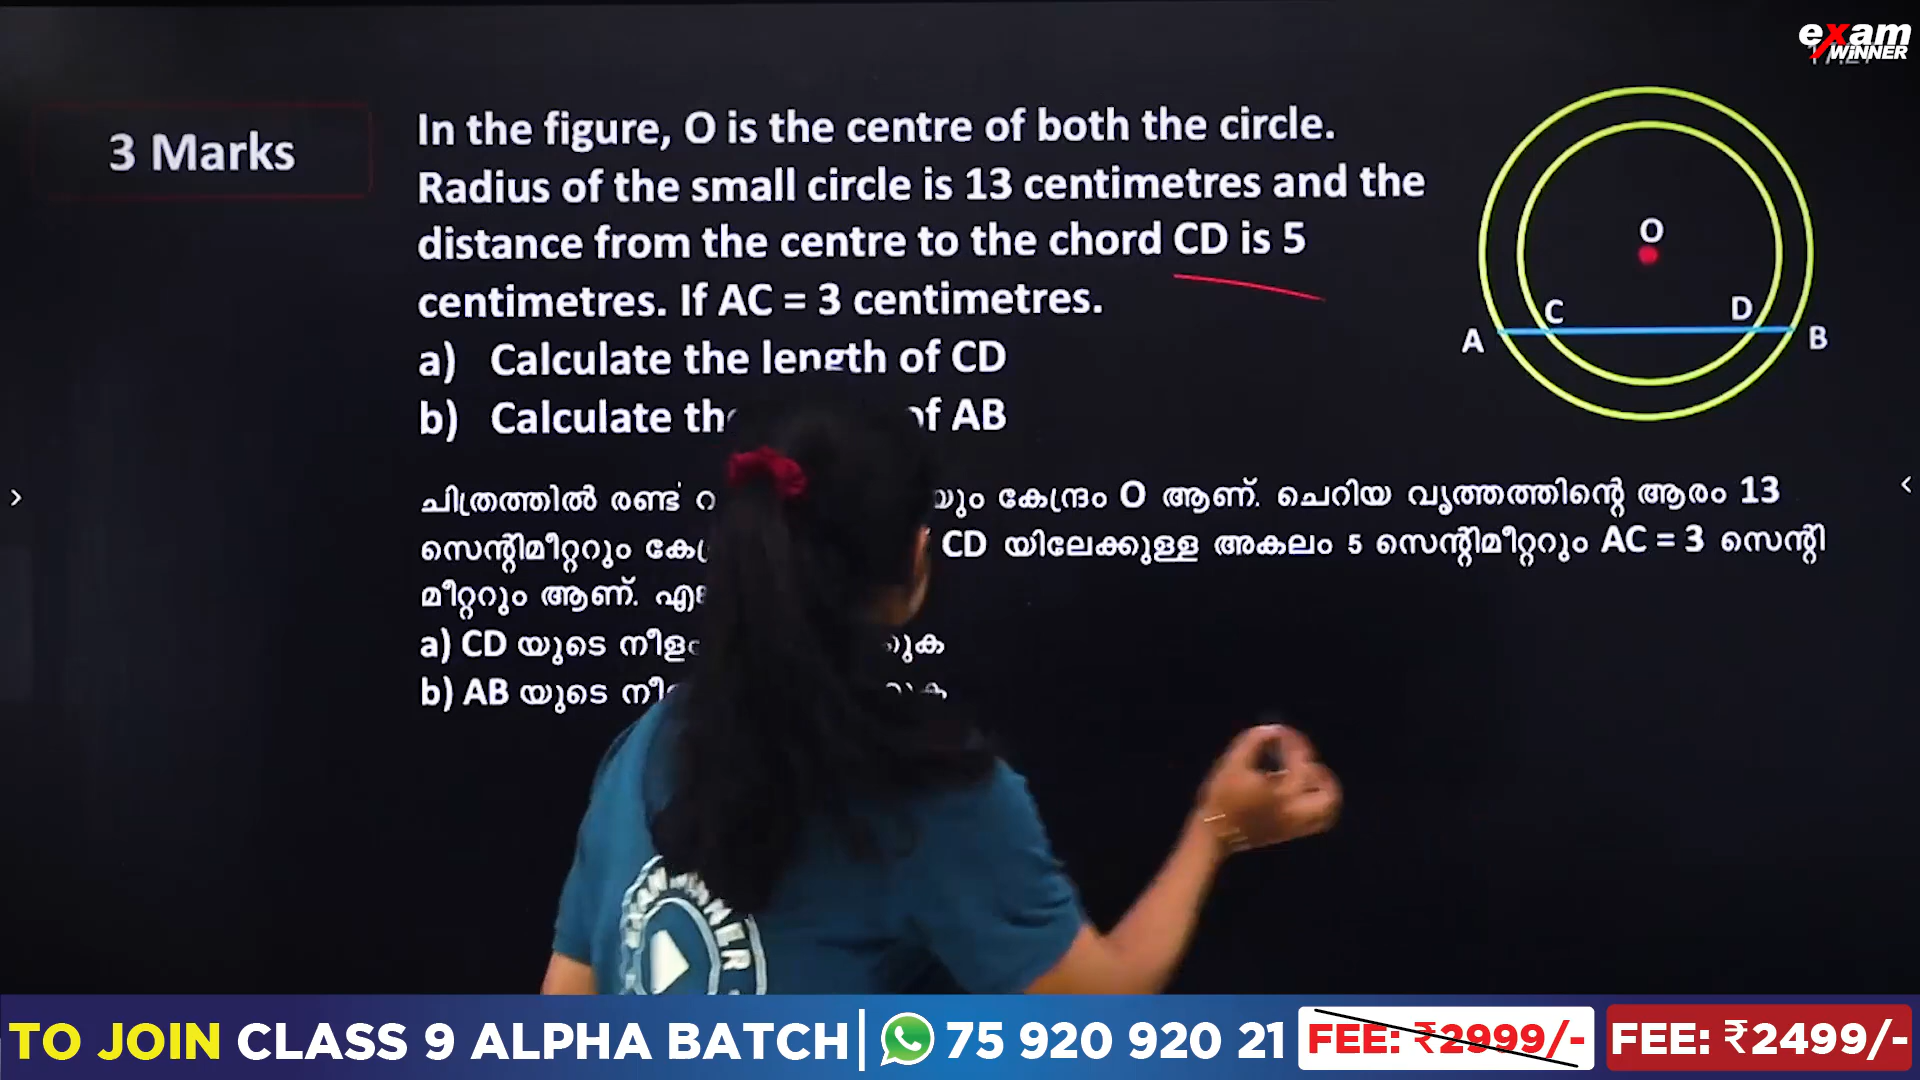 exam
WINNER
3 Marks
In the figure, O is the centre of both the circle.
Radius of the small circle is 13 centimetres and the
distance from the centre to the chord CD is 5
centimetres. If AC = 3 centimetres.
a) Calculate the length of CD
b) Calculate the of AB
O
C
D
A
B
ചിത്രത്തിൽ രണ്ട് കേന്ദ്രം O ആണ്. ചെറിയ വൃത്തത്തിന്റെ ആരം 13
സെന്റിമീറ്ററും CD യിലേക്കുള്ള അകലം 5 സെന്റിമീറ്ററും AC = 3 സെന്റി
മീറ്ററും ആണ്.
a) CD യുടെ
b) AB യുടെ
TO JOIN CLASS 9 ALPHA BATCH 75 920 920 21 FEE: ₹2999/- FEE: ₹2499/-